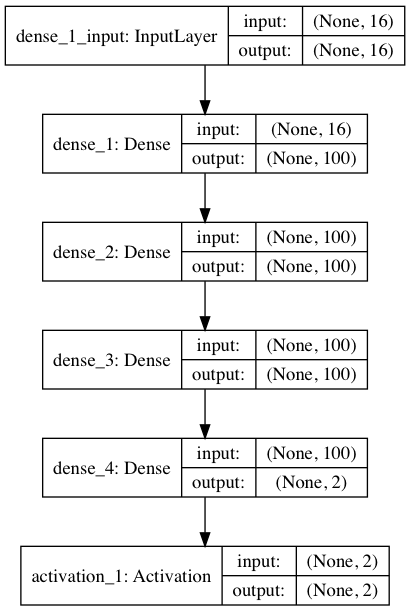 dense_1_input: InputLayer
input: (None, 16)
output: (None, 16)
dense_1: Dense
input: (None, 16)
output: (None, 100)
dense_2: Dense
input: (None, 100)
output: (None, 100)
dense_3: Dense
input: (None, 100)
output: (None, 100)
dense_4: Dense
input: (None, 100)
output: (None, 2)
activation_1: Activation
input: (None, 2)
output: (None, 2)